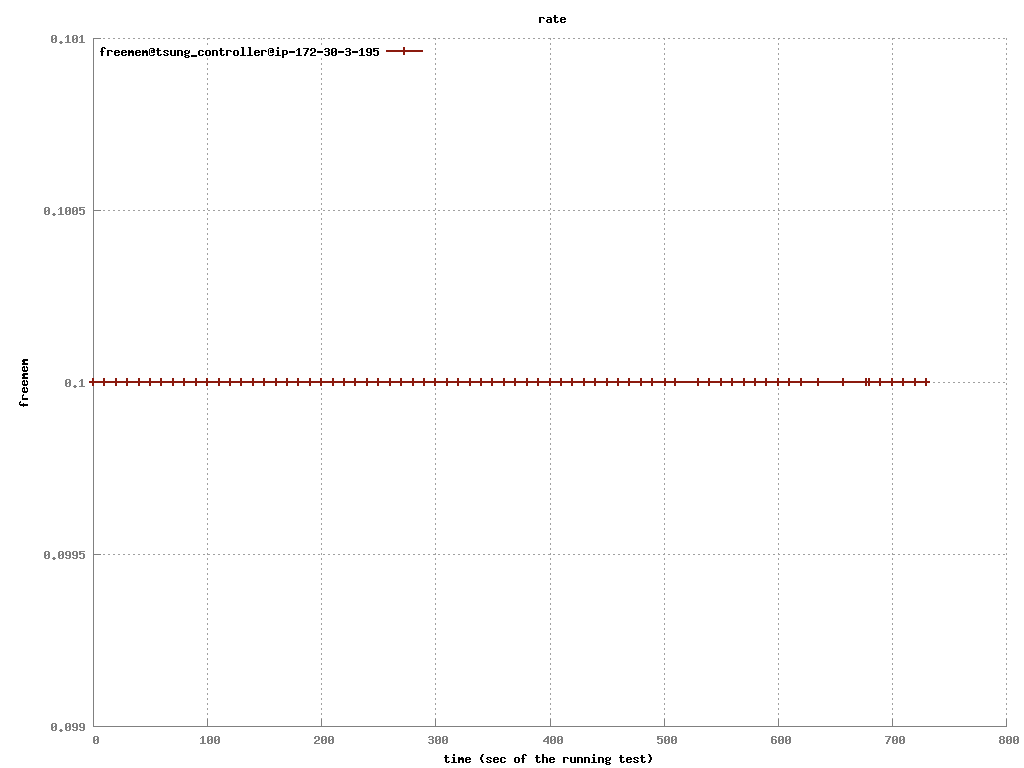 rate
0.101
freemem@tsung_controller@ip-172-30-3-195
0.1005
freemem
0.1
0.0995
0.099
0 100 200 300 400 500 600 700 800
time (sec of the running test)